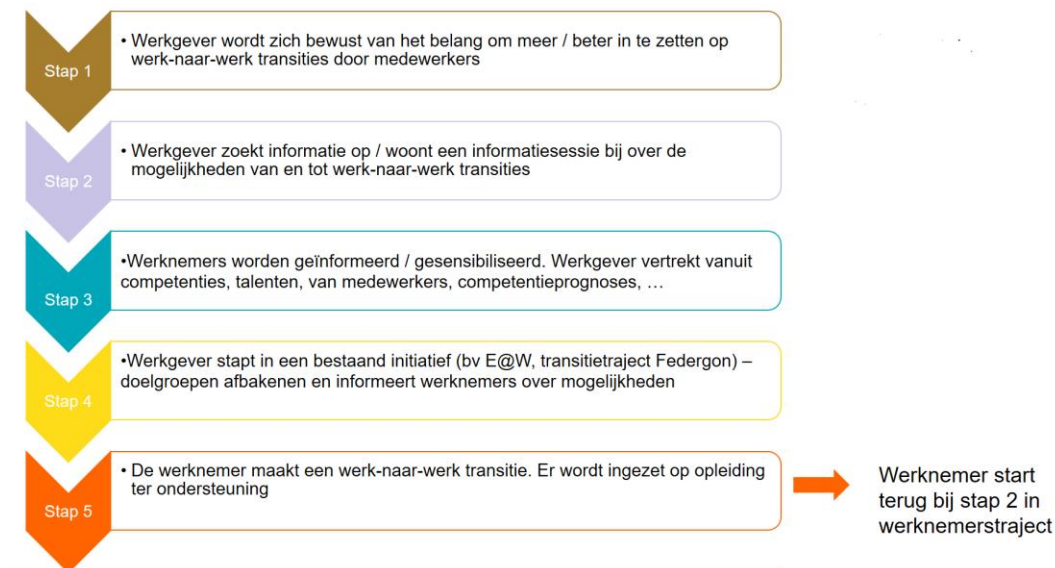 Stap 1
• Werkgever wordt zich bewust van het belang om meer / beter in te zetten op
werk-naar-werk transities door medewerkers
Stap 2
• Werkgever zoekt informatie op / woont een informatiesessie bij over de
mogelijkheden van en tot werk-naar-werk transities
Stap 3
•Werknemers worden geïnformeerd / gesensibiliseerd. Werkgever vertrekt vanuit
competenties, talenten, van medewerkers, competentieprognoses, …
Stap 4
•Werkgever stapt in een bestaand initiatief (bv E@W, transitietraject Federgon) –
doelgroepen afbakenen en informeert werknemers over mogelijkheden
Stap 5
• De werknemer maakt een werk-naar-werk transitie. Er wordt ingezet op opleiding
ter ondersteuning
Werknemer start
terug bij stap 2 in
werknemerstraject